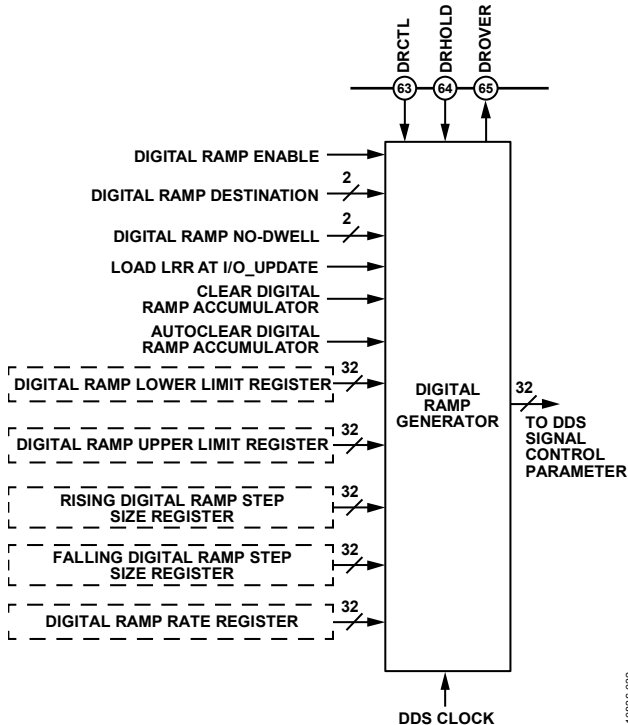 DRCTL
DRHOLD
DROVER
63
64
65
DIGITAL RAMP ENABLE
2
DIGITAL RAMP DESTINATION
2
DIGITAL RAMP NO-DWELL
LOAD LRR AT I/O_UPDATE
CLEAR DIGITAL
RAMP ACCUMULATOR
AUTOCLEAR DIGITAL
RAMP ACCUMULATOR
32
DIGITAL RAMP LOWER LIMIT REGISTER
32
DIGITAL RAMP UPPER LIMIT REGISTER
32
RISING DIGITAL RAMP STEP
SIZE REGISTER
32
FALLING DIGITAL RAMP STEP
SIZE REGISTER
32
DIGITAL RAMP RATE REGISTER
DIGITAL
RAMP
GENERATOR
32
TO DDS
SIGNAL
CONTROL
PARAMETER
DDS CLOCK